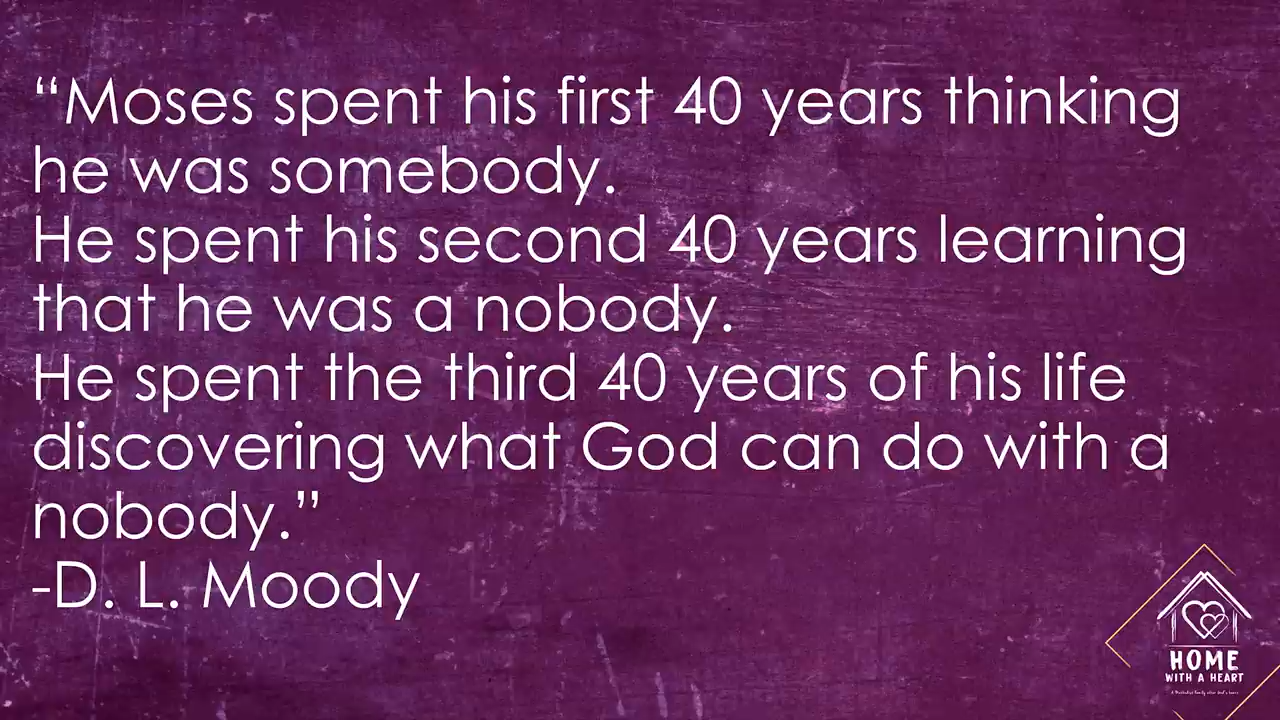 “Moses spent his first 40 years thinking
he was somebody.
He spent his second 40 years learning
that he was a nobody.
He spent the third 40 years of his life
discovering what God can do with a
nobody.”
-D. L. Moody
HOME
WITH A HEART